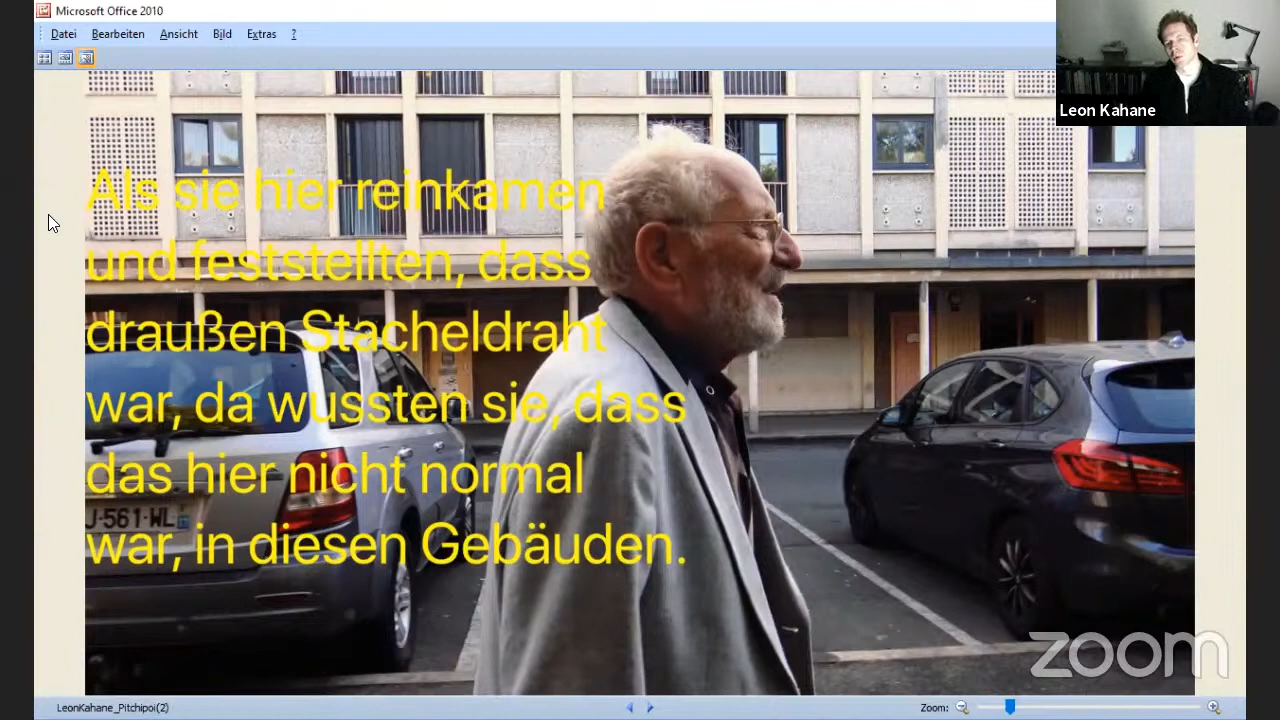 Microsoft Office 2010
Datei Bearbeiten Ansicht Bild Extras ?
Leon Kahane
Als sie hier reinkamen
und feststellten, dass
draußen Stacheldraht
war, da wussten sie, dass
das hier nicht normal
war, in diesen Gebäuden.
J-561-WL
zoom
LeonKahane_Pitchipoi(2)
Zoom: